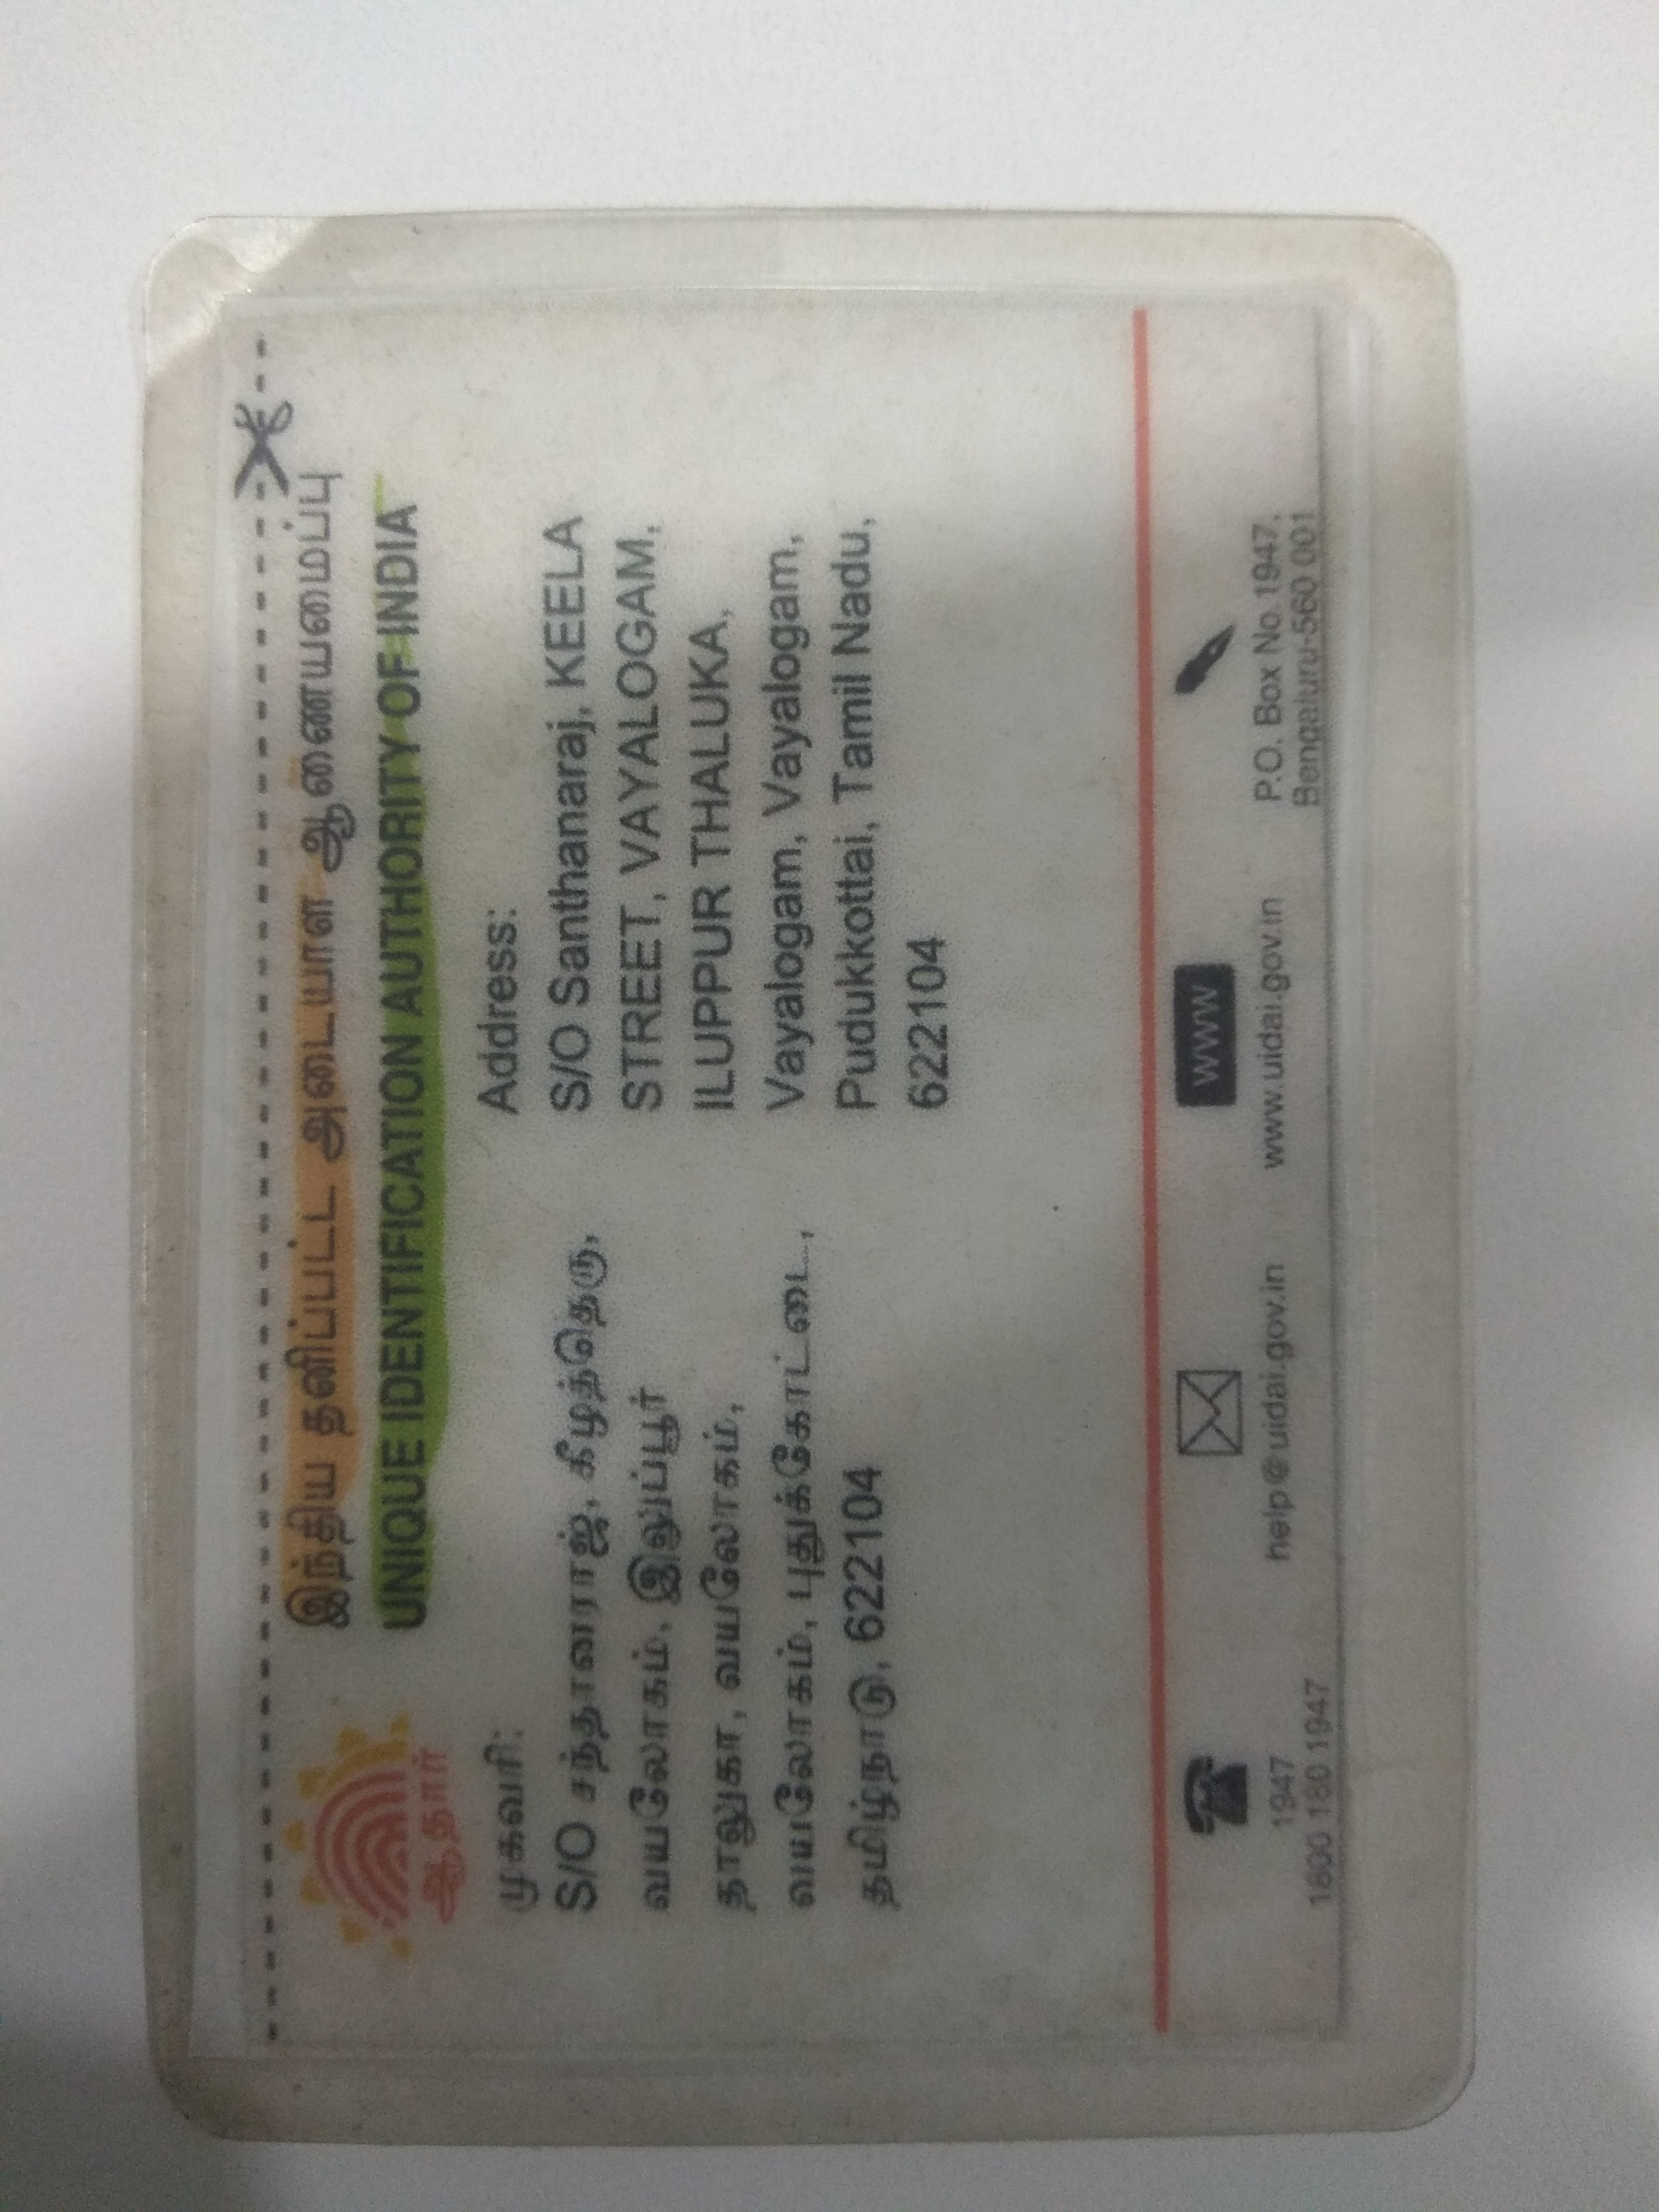 இந்திய தனிப்பட்ட அடையாள ஆணையமைப்பு
UNIQUE IDENTIFICATION AUTHORITY OF INDIA
ஆதார்
முகவரி:
S/O சந்தானராஜ், கீழத்தெரு,
வயலோகம், இலுப்பூர்
தாலுகா, வயலோகம்,
வயலோகம், புதுக்கோட்டை,
தமிழ்நாடு, 622104
Address:
S/O Santhanaraj, KEELA
STREET, VAYALOGAM,
ILUPPUR THALUKA,
Vayalogam, Vayalogam,
Pudukkottai, Tamil Nadu,
622104
1947
1800 180 1947
help@uidai.gov.in
WWW
www.uidai.gov.in
P.O. Box No.1947,
Bengaluru-560 001